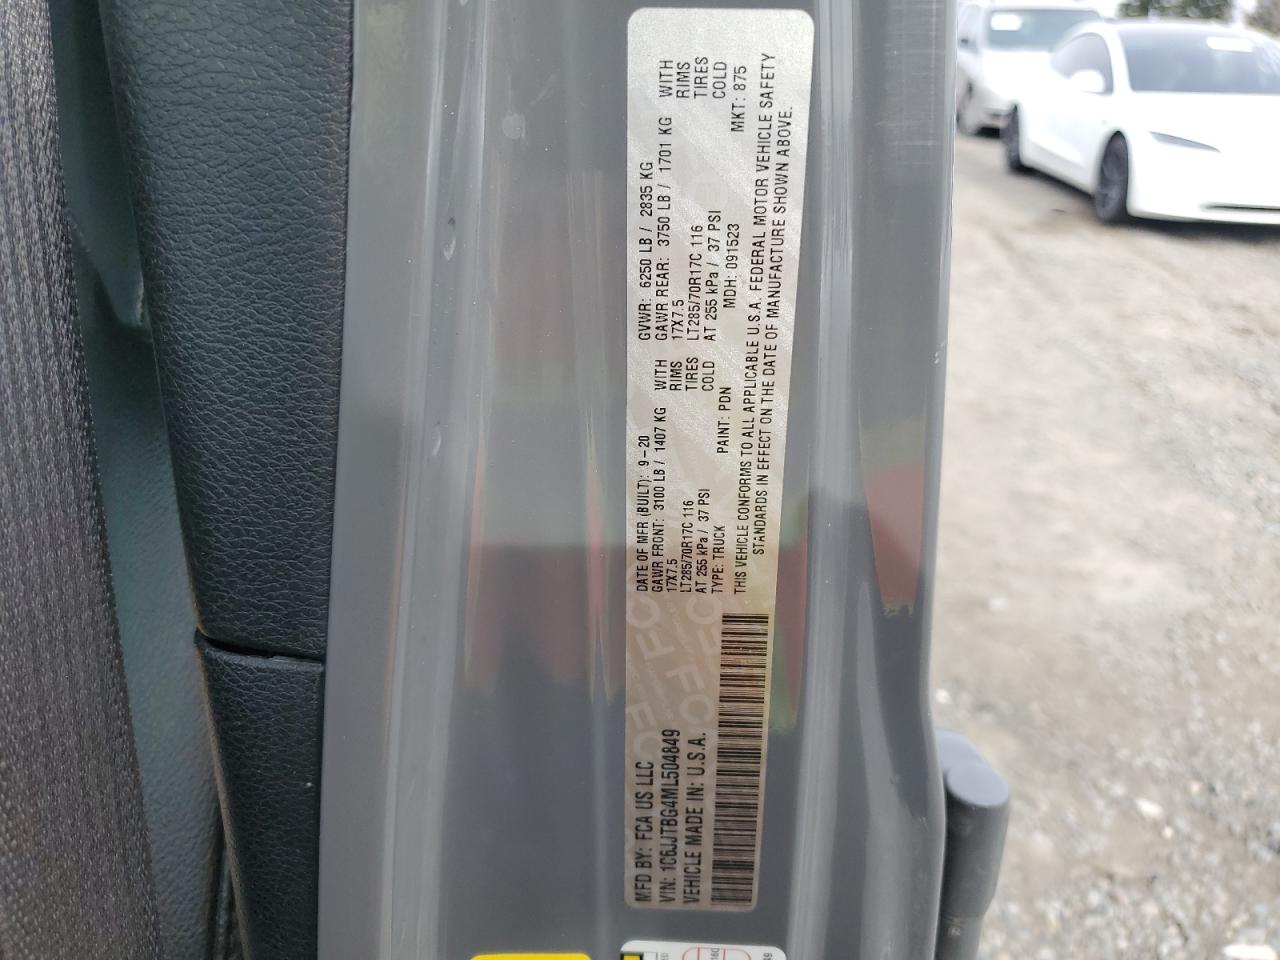 MFD BY: FCA US LLC
VIN: 1C6JJTBG4ML504849
VEHICLE MADE IN: U.S.A.
DATE OF MFR (BUILT): 9-20 GVWR: 6250 LB / 2835 KG
GAWR FRONT: 3100 LB / 1407 KG WITH GAWR REAR: 3750 LB / 1701 KG WITH
17X7.5 RIMS 17X7.5 RIMS
LT285/70R17C 116 TIRES LT285/70R17C 116 TIRES
AT 255 kPa / 37 PSI COLD AT 255 kPa / 37 PSI COLD
TYPE: TRUCK PAINT: PDN MDH: 091523 MKT: 875
THIS VEHICLE CONFORMS TO ALL APPLICABLE U.S.A. FEDERAL MOTOR VEHICLE SAFETY
STANDARDS IN EFFECT ON THE DATE OF MANUFACTURE SHOWN ABOVE.